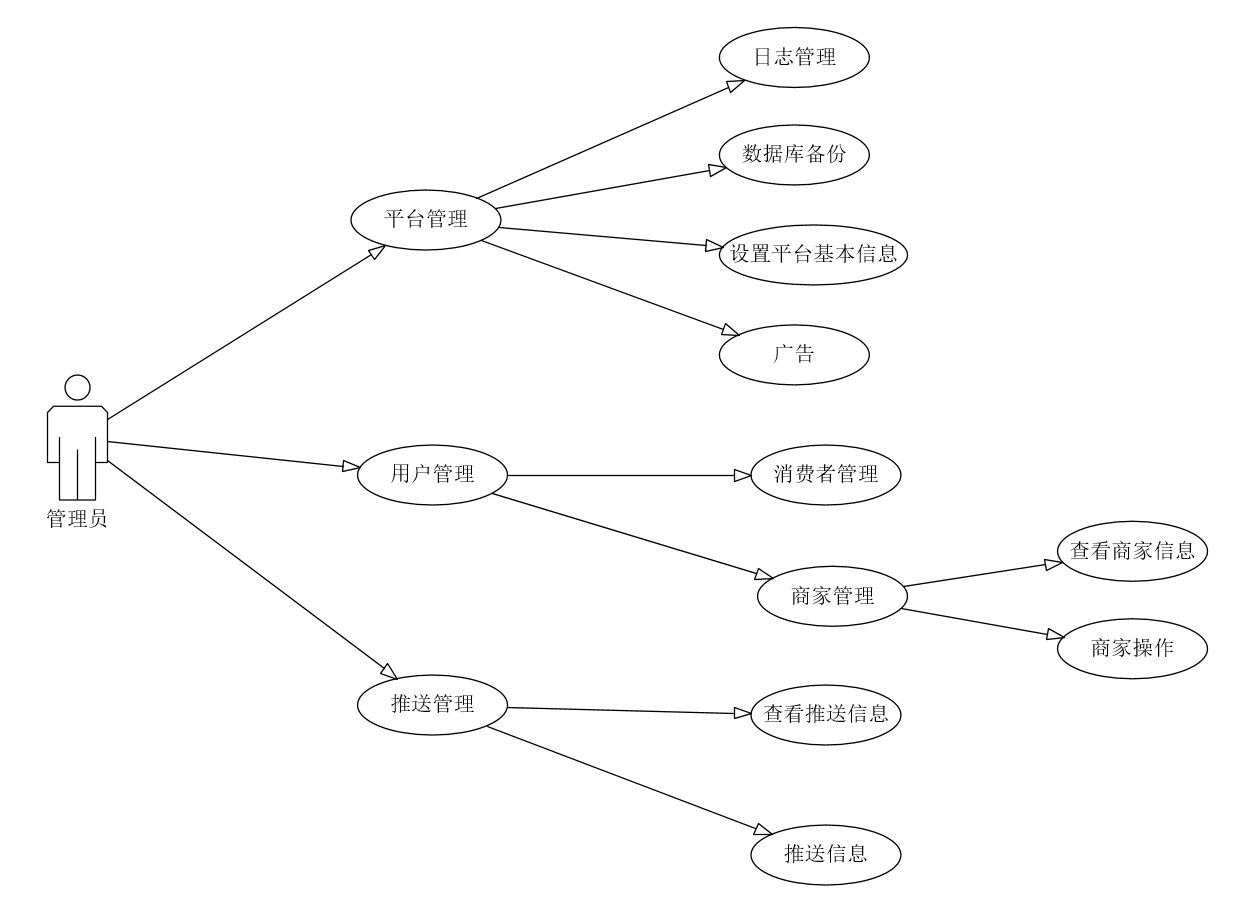 日志管理
数据库备份
平台管理
设置平台基本信息
广告
用户管理
消费者管理
管理员
查看商家信息
商家管理
商家操作
推送管理
查看推送信息
推送信息